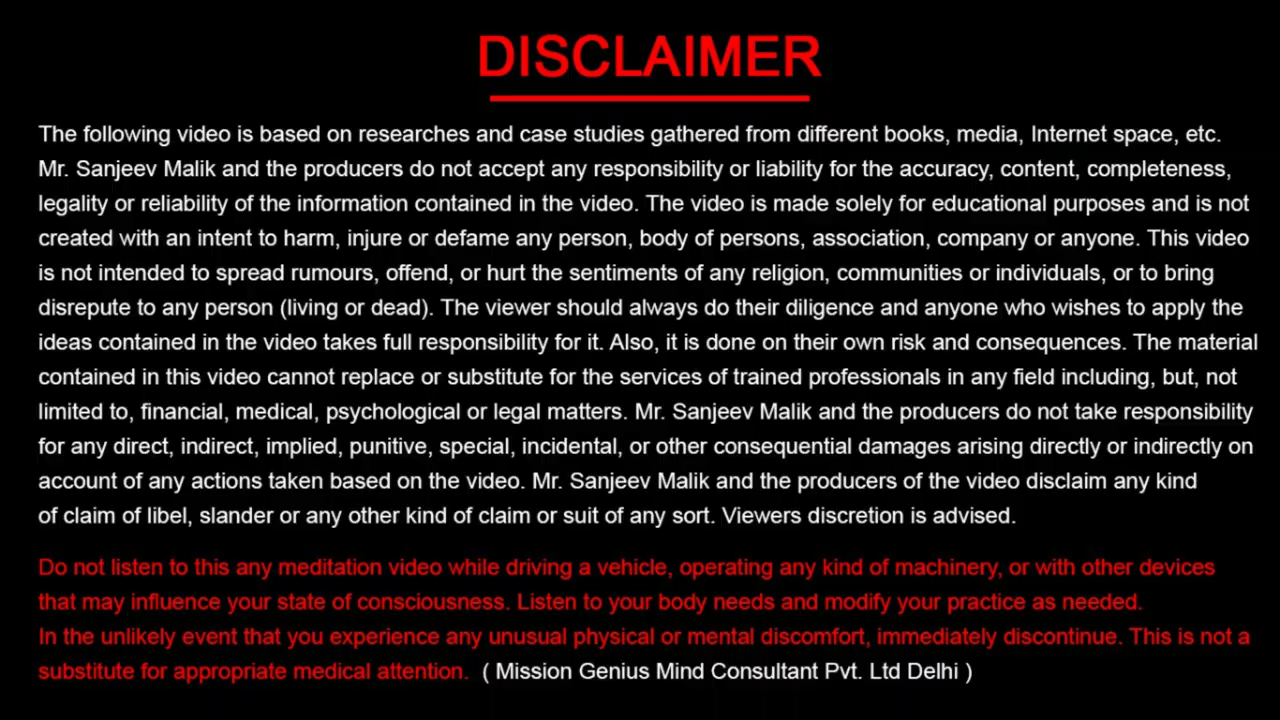 DISCLAIMER
The following video is based on researches and case studies gathered from different books, media, Internet space, etc.
Mr. Sanjeev Malik and the producers do not accept any responsibility or liability for the accuracy, content, completeness,
legality or reliability of the information contained in the video. The video is made solely for educational purposes and is not
created with an intent to harm, injure or defame any person, body of persons, association, company or anyone. This video
is not intended to spread rumours, offend, or hurt the sentiments of any religion, communities or individuals, or to bring
disrepute to any person (living or dead). The viewer should always do their diligence and anyone who wishes to apply the
ideas contained in the video takes full responsibility for it. Also, it is done on their own risk and consequences. The material
contained in this video cannot replace or substitute for the services of trained professionals in any field including, but, not
limited to, financial, medical, psychological or legal matters. Mr. Sanjeev Malik and the producers do not take responsibility
for any direct, indirect, implied, punitive, special, incidental, or other consequential damages arising directly or indirectly on
account of any actions taken based on the video. Mr. Sanjeev Malik and the producers of the video disclaim any kind
of claim of libel, slander or any other kind of claim or suit of any sort. Viewers discretion is advised.
Do not listen to this any meditation video while driving a vehicle, operating any kind of machinery, or with other devices
that may influence your state of consciousness. Listen to your body needs and modify your practice as needed.
In the unlikely event that you experience any unusual physical or mental discomfort, immediately discontinue. This is not a
substitute for appropriate medical attention. ( Mission Genius Mind Consultant Pvt. Ltd Delhi )